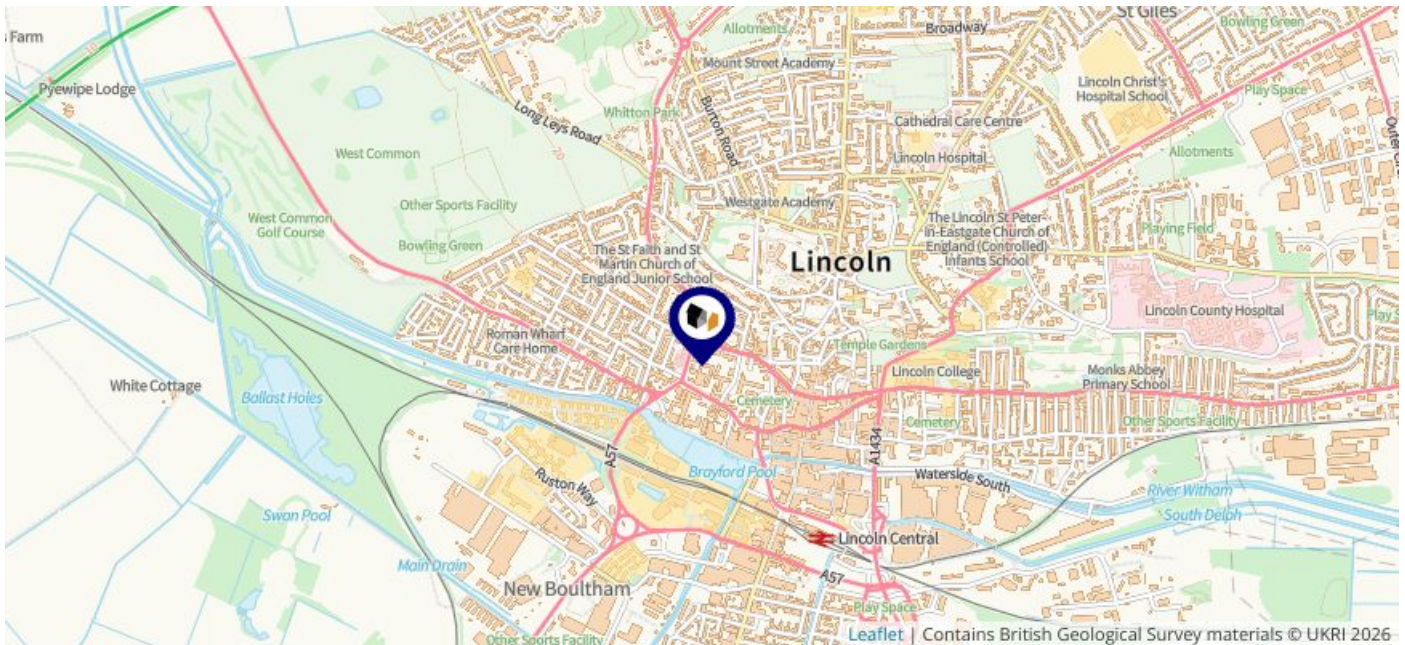 St Giles
Bowling Green
s Farm
Allotments
Broadway
Mount Street Academy
Pyewipe Lodge
Lincoln Christ's
Hospital School
Play Space
Long Leys Road
Whitton Park
Burton Road
Cathedral Care Centre
Outer Cir
West Common
Lincoln Hospital
Allotments
Other Sports Facility
Westgate Academy
West Common
Golf Course
Bowling Green
The St Faith and St
Martin Church of
England Junior School
Lincoln
The Lincoln St Peter-
in-Eastgate Church of
England (Controlled)
Infants School
Playing Field
Lincoln County Hospital
Play S
Roman Wharf
Care Home
Temple Gardens
White Cottage
Ballast Holes
Lincoln College
Monks Abbey
Primary School
Cemetery
Cemetery
Other Sports Facility
A57
A1434
Brayford Pool
Ruston Way
Waterside South
River Witham
South Delph
Swan Pool
Lincoln Central
Main Drain
A57
New Boultham
Play Space
Other Sports Facility
Leaflet | Contains British Geological Survey materials © UKRI 2026